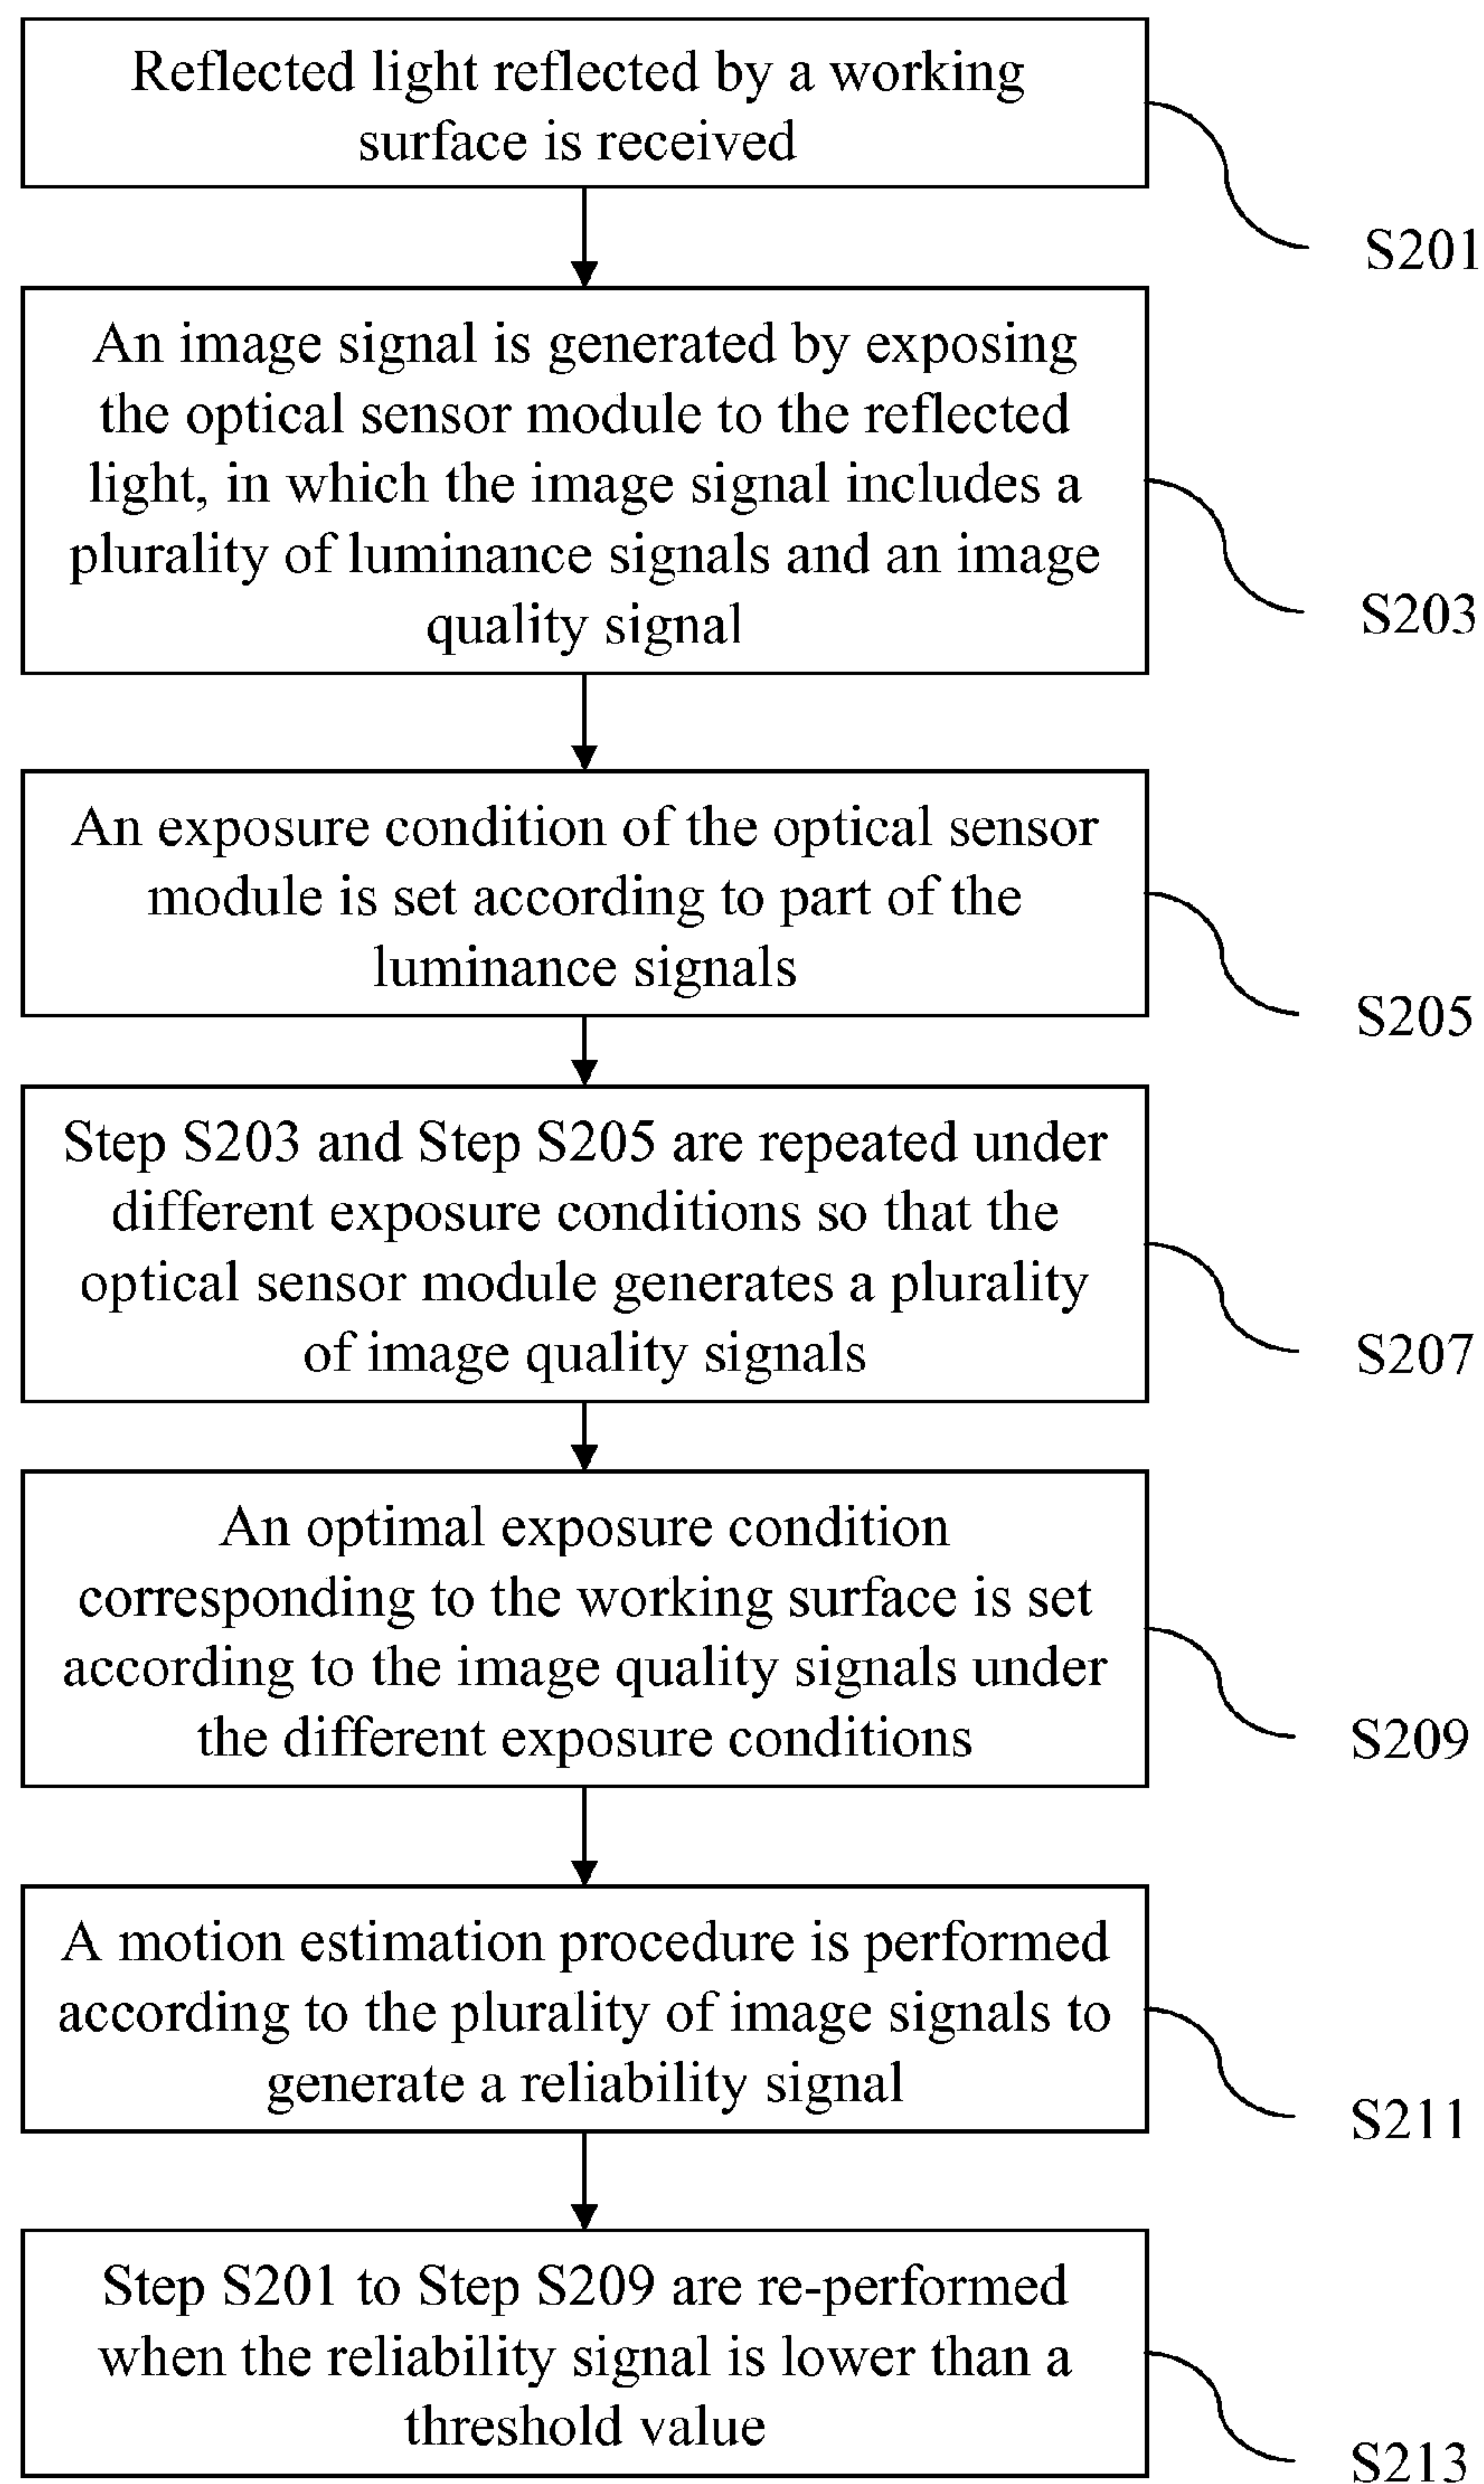 Reflected light reflected by a working
surface is received
S201
An image signal is generated by exposing
the optical sensor module to the reflected
light, in which the image signal includes a
plurality of luminance signals and an image
quality signal
S203
An exposure condition of the optical sensor
module is set according to part of the
luminance signals
S205
Step S203 and Step S205 are repeated under
different exposure conditions so that the
optical sensor module generates a plurality
of image quality signals
S207
An optimal exposure condition
corresponding to the working surface is set
according to the image quality signals under
the different exposure conditions
S209
A motion estimation procedure is performed
according to the plurality of image signals to
generate a reliability signal
S211
Step S201 to Step S209 are re-performed
when the reliability signal is lower than a
threshold value
S213